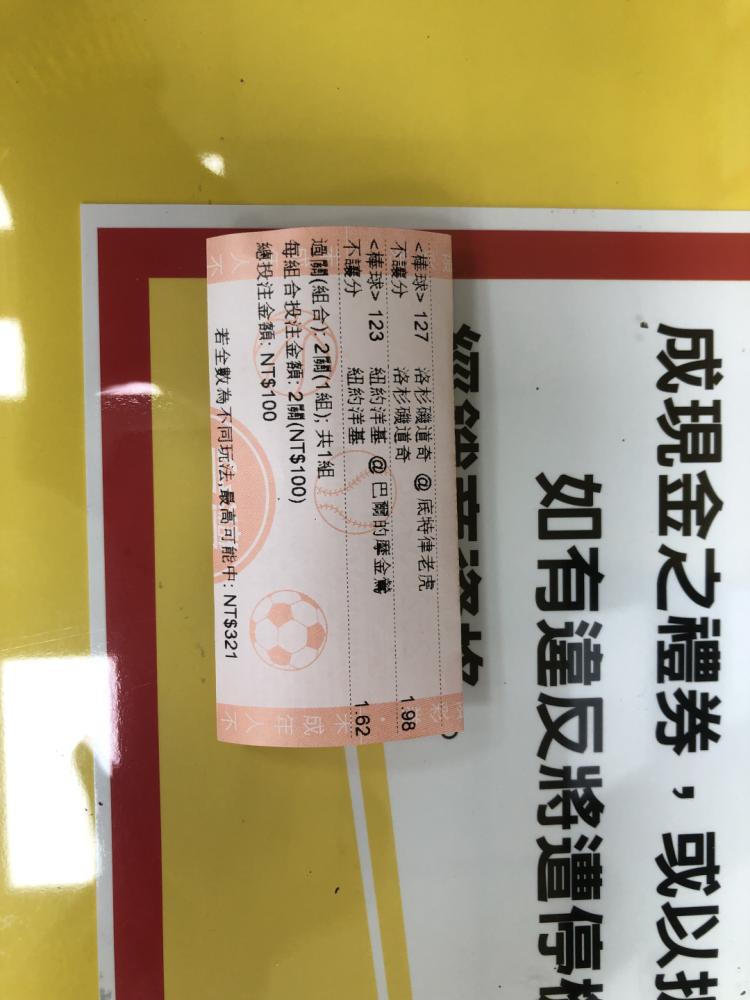 成現金之禮券，或以
如有違反將遭停
<棒球> 127 洛杉磯道奇 @ 底特律老虎
不讓分 洛杉磯道奇 1.98
<棒球> 123 紐約洋基 @ 巴爾的摩金鶯
不讓分 紐約洋基 1.62
過關(組合): 2關(1組); 共1組
每組合投注金額: 2關(NT$100)
總投注金額: NT$100
若全數為不同玩法,最高可能中: NT$321
未成年人不